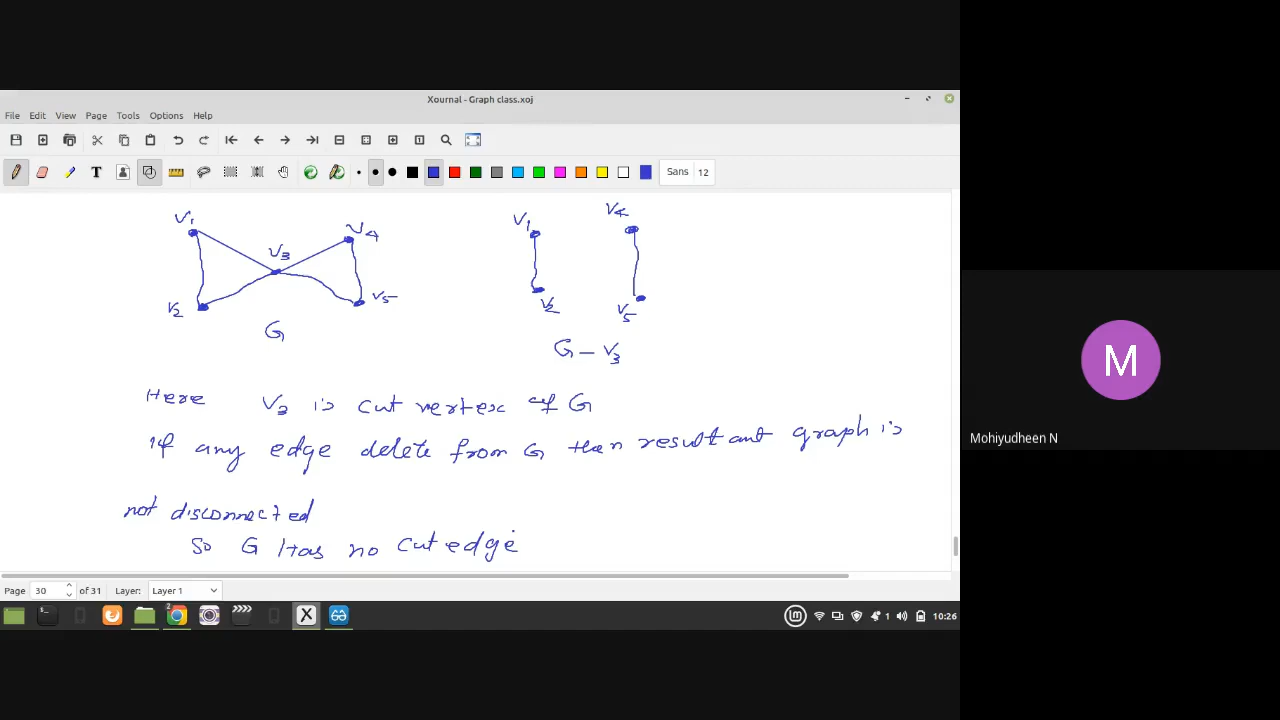 Xournal - Graph class.xoj
File Edit View Page Tools Options Help
Sans 12
V1 V4 V3 V2 V5
G
V1 V4
V2 V5
G - V3
Here V3 is cut vertex of G
If any edge delete from G then resultant graph is
not disconnected
So G Has no cut edge
Page 30 of 31 Layer: Layer 1
2
1 10:26
M
Mohiyudheen N